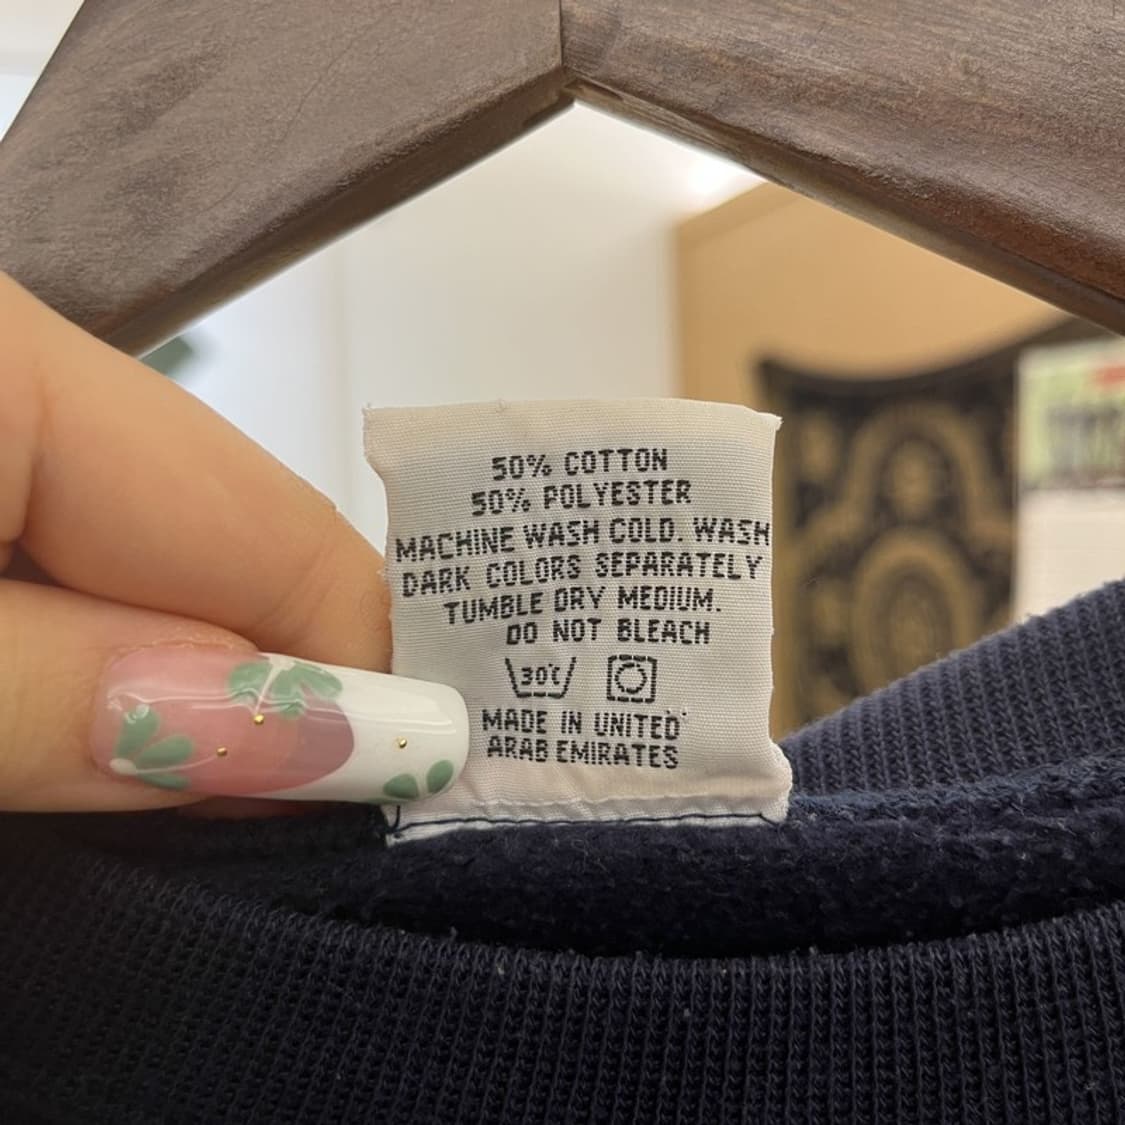 50% COTTON
50% POLYESTER
MACHINE WASH COLD. WASH
DARK COLORS SEPARATELY
TUMBLE DRY MEDIUM.
DO NOT BLEACH
30°C
MADE IN UNITED
ARAB EMIRATES